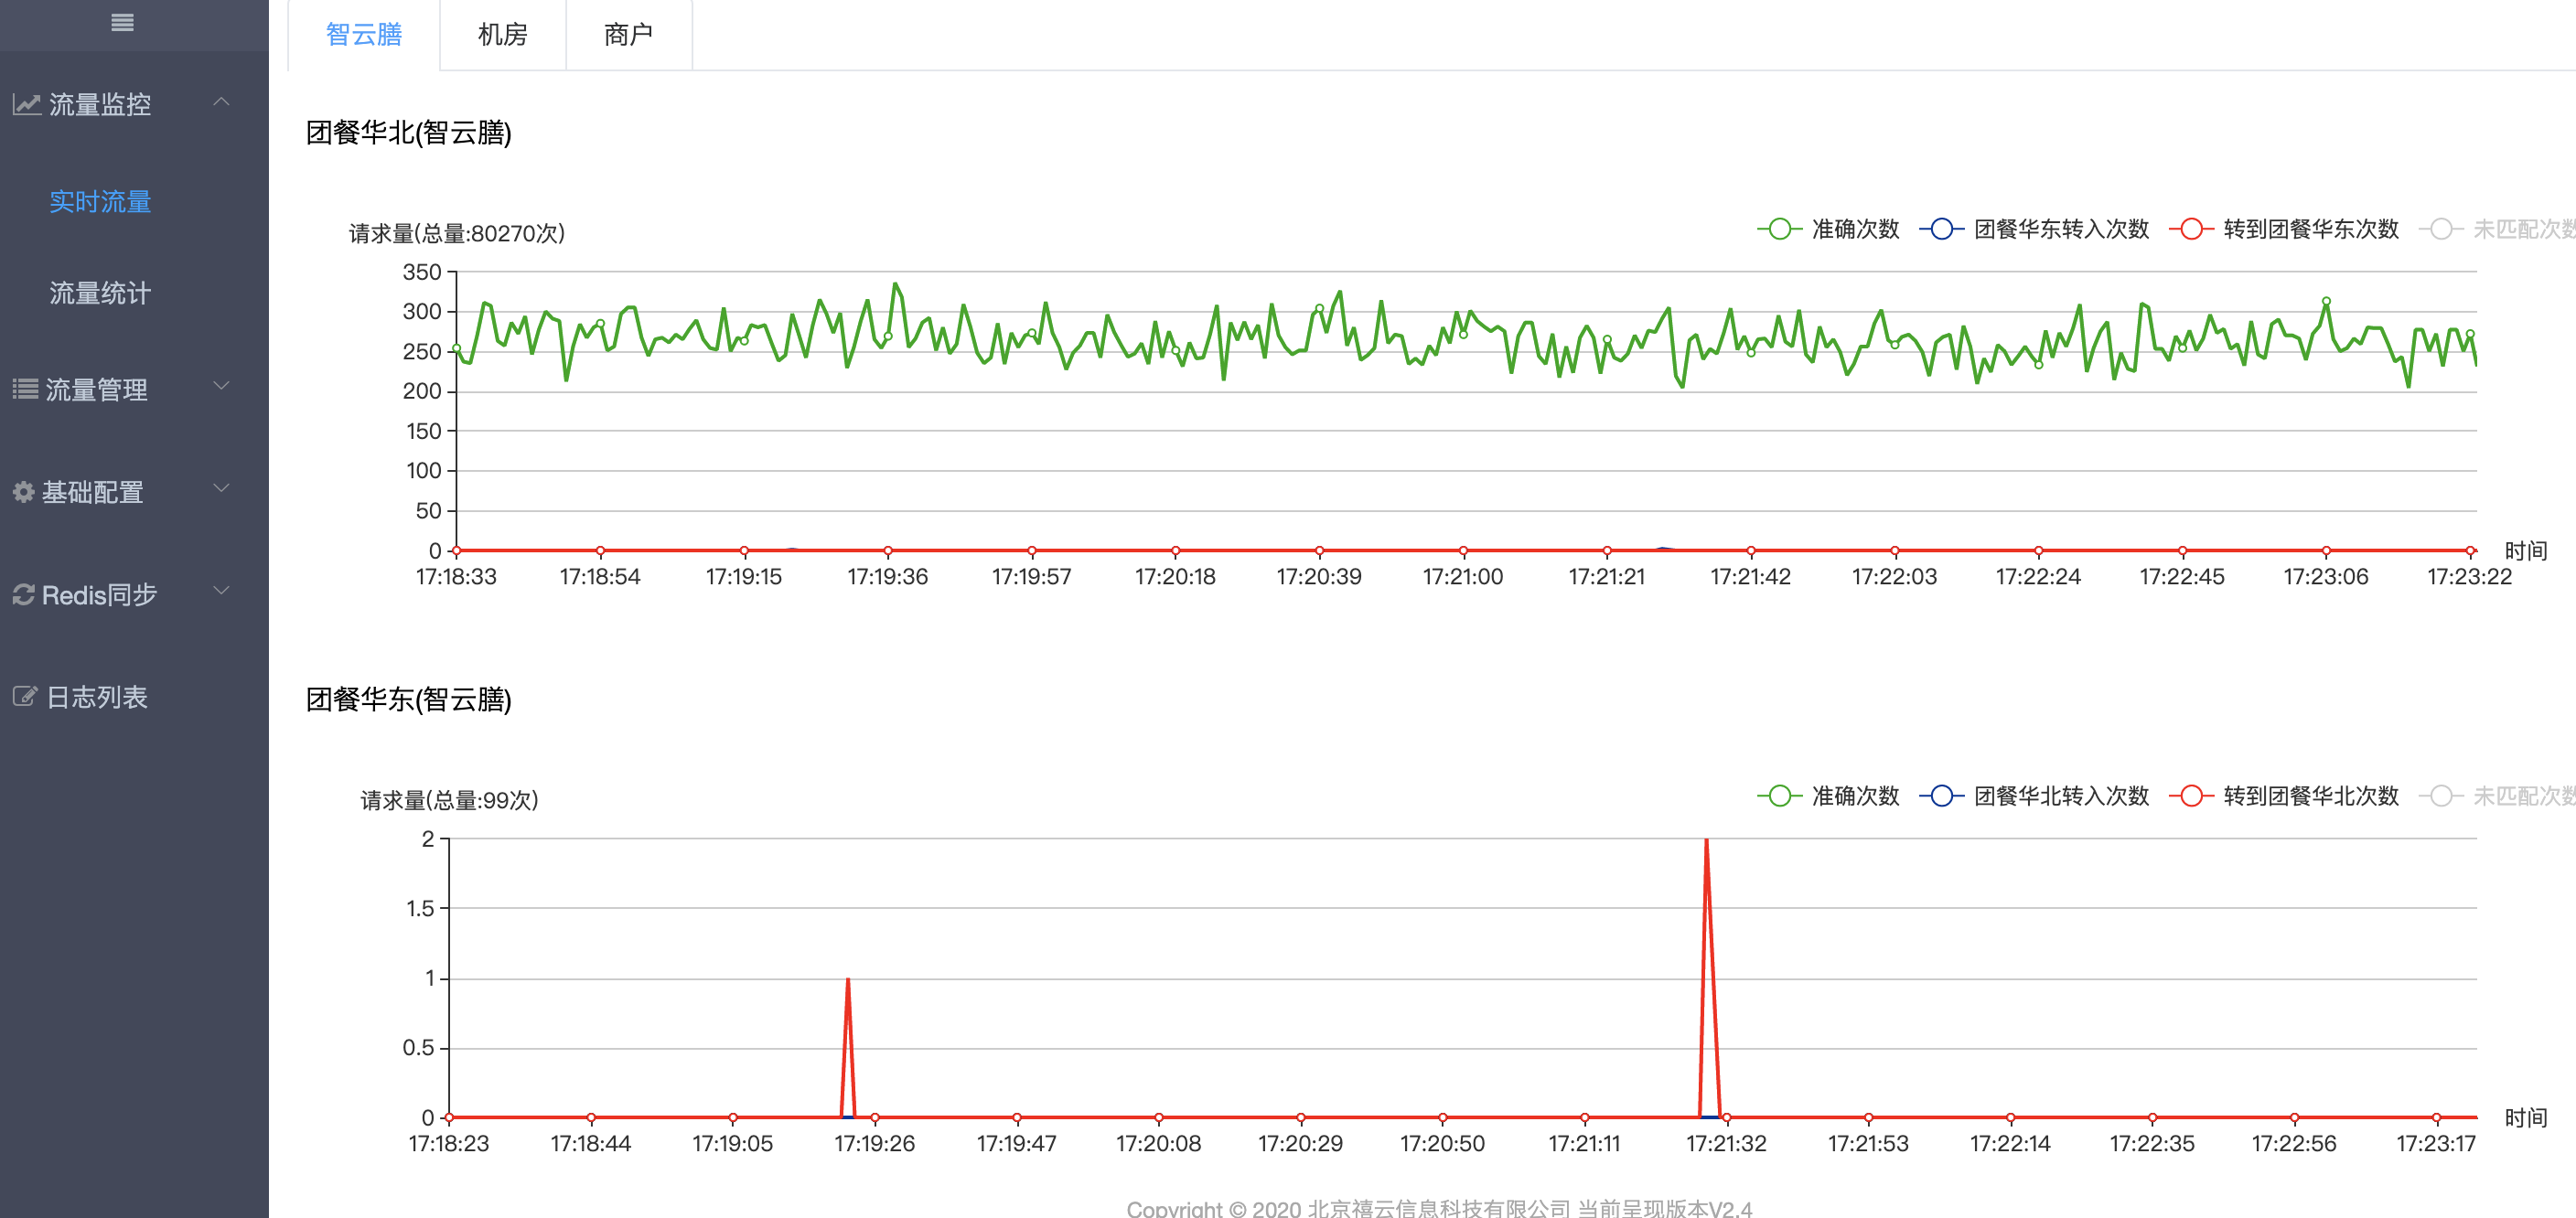 智云膳 机房 商户
流量监控
实时流量
流量统计
流量管理
基础配置
Redis同步
日志列表
团餐华北(智云膳)
请求量(总量:80270次)
准确次数 团餐华东转入次数 转到团餐华东次数 未匹配次数
350
300
250
200
150
100
50
0
时间
17:18:33 17:18:54 17:19:15 17:19:36 17:19:57 17:20:18 17:20:39 17:21:00 17:21:21 17:21:42 17:22:03 17:22:24 17:22:45 17:23:06 17:23:22
团餐华东(智云膳)
请求量(总量:99次)
准确次数 团餐华北转入次数 转到团餐华北次数 未匹配次数
2
1.5
1
0.5
0
时间
17:18:23 17:18:44 17:19:05 17:19:26 17:19:47 17:20:08 17:20:29 17:20:50 17:21:11 17:21:32 17:21:53 17:22:14 17:22:35 17:22:56 17:23:17
Copyright © 2020 北京禧云信息科技有限公司 当前呈现版本V2.4